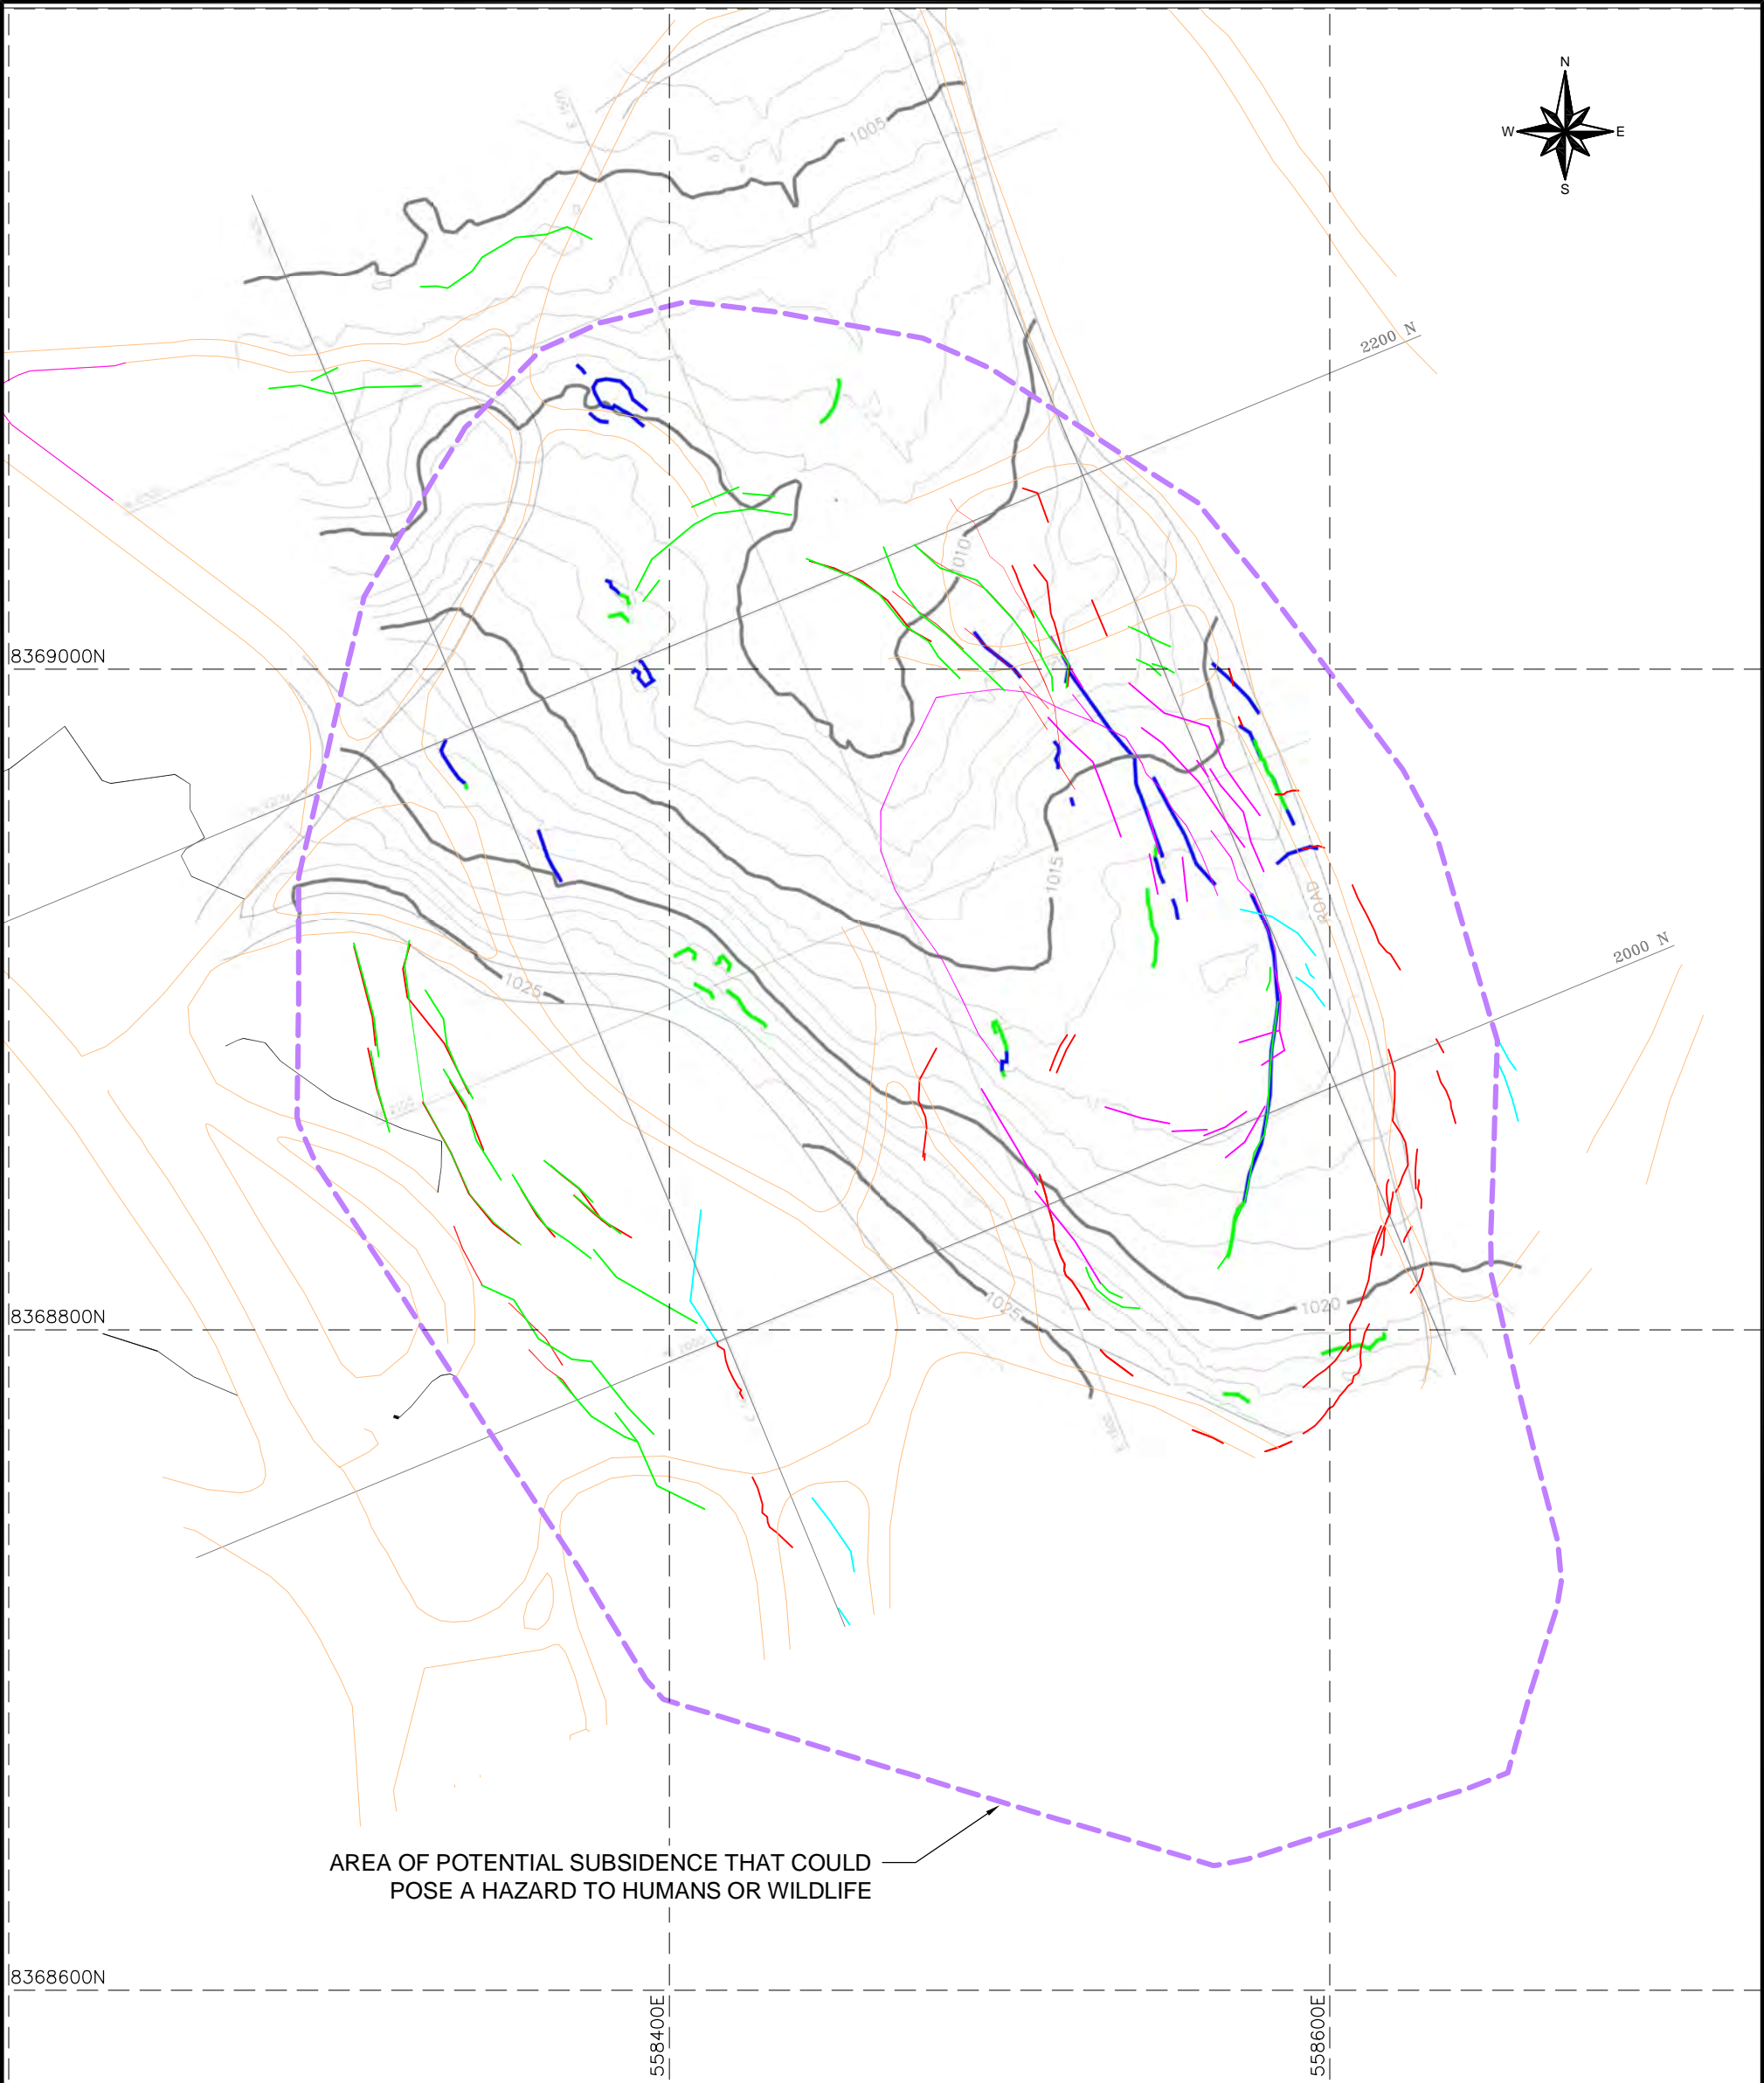 N
W E
S
1005
2200 N
1010
8369000N
1015
ROAD
2000 N
1025
8368800N
1025
1020
AREA OF POTENTIAL SUBSIDENCE THAT COULD
POSE A HAZARD TO HUMANS OR WILDLIFE
8368600N
558400E
558600E